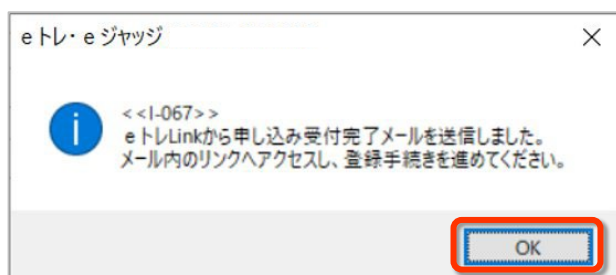 eトレ・eジャッジ
<<I-067>>
eトレLinkから申し込み受付完了メールを送信しました。
メール内のリンクへアクセスし、登録手続きを進めてください。
OK